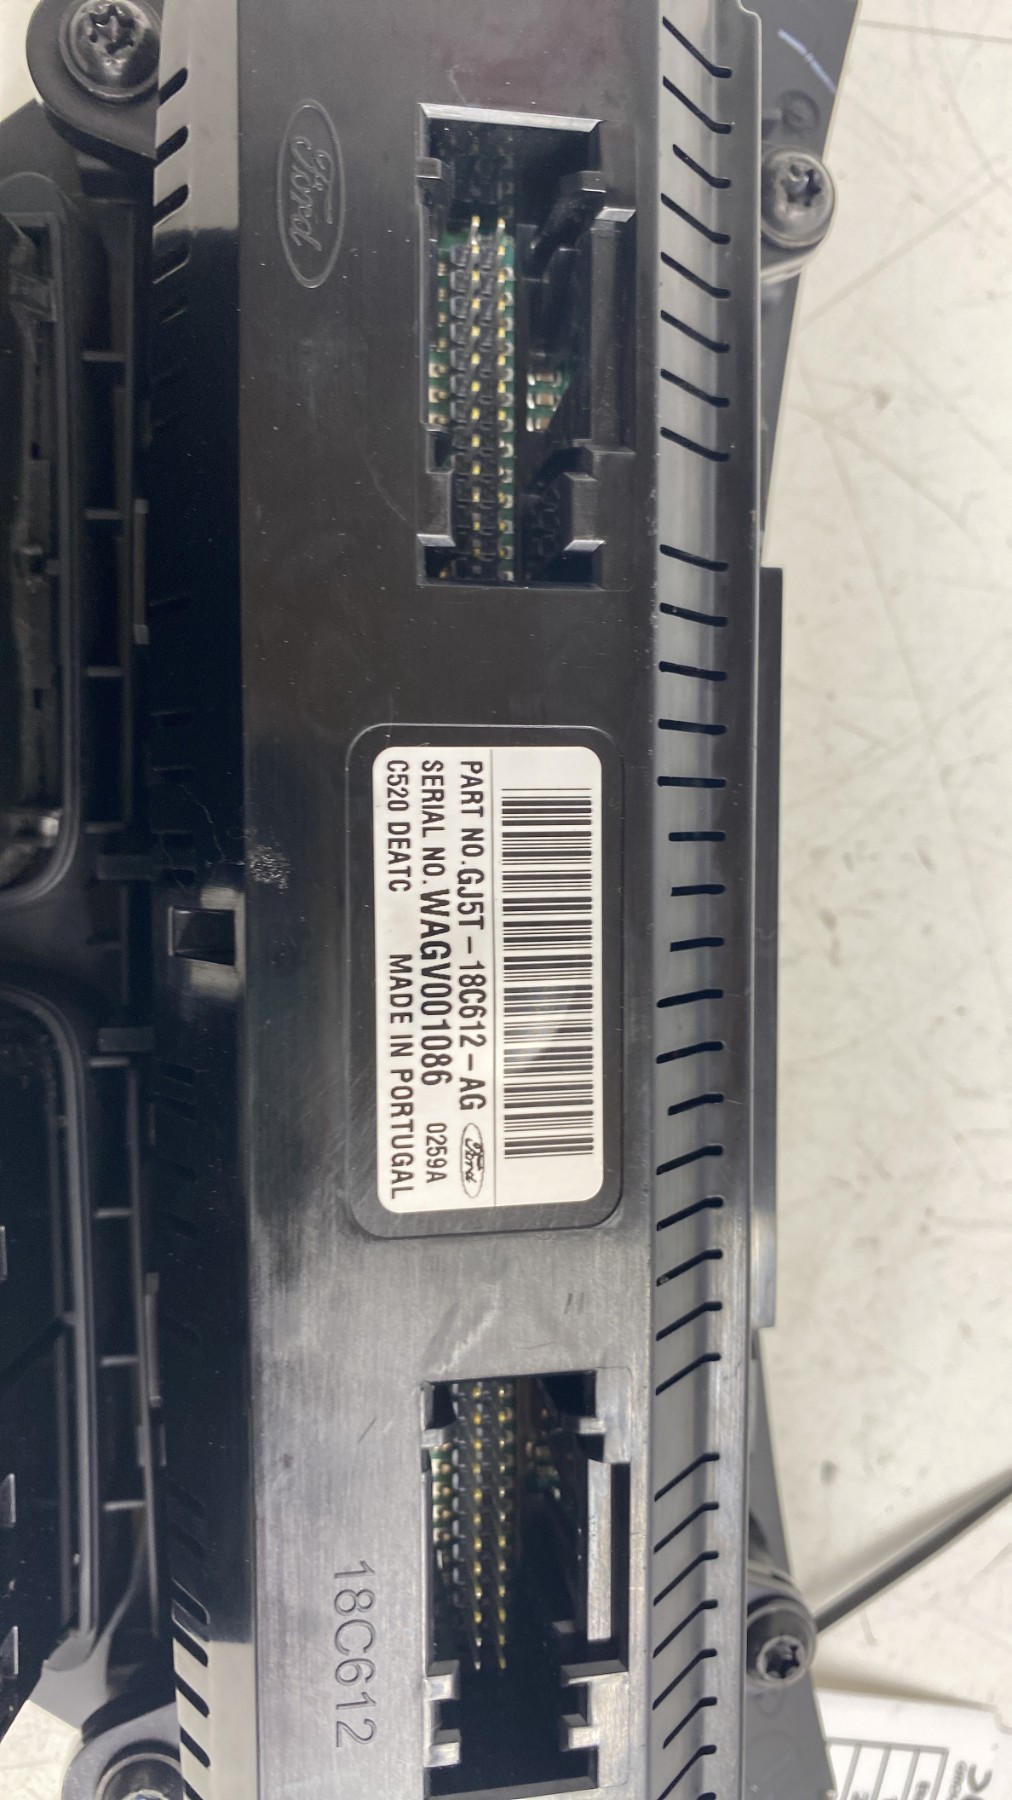 Ford
PART NO.GJ5T-18C612-AG
Ford
SERIAL NO.WAGV001086 0259A
C520 DEATC MADE IN PORTUGAL
18C612